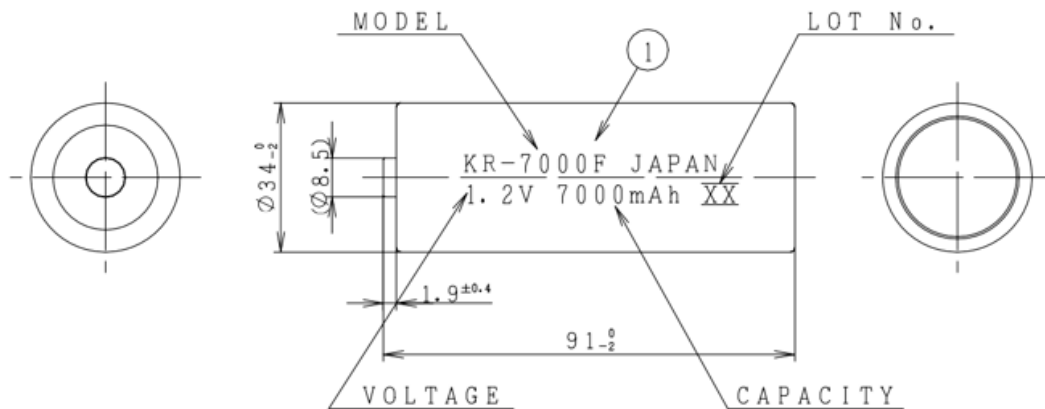 MODEL
LOT No.
1
KR-7000F JAPAN
1.2V 7000mAh XX
Ø34 0 -2
(Ø8.5)
1.9±0.4
91 0 -2
VOLTAGE
CAPACITY